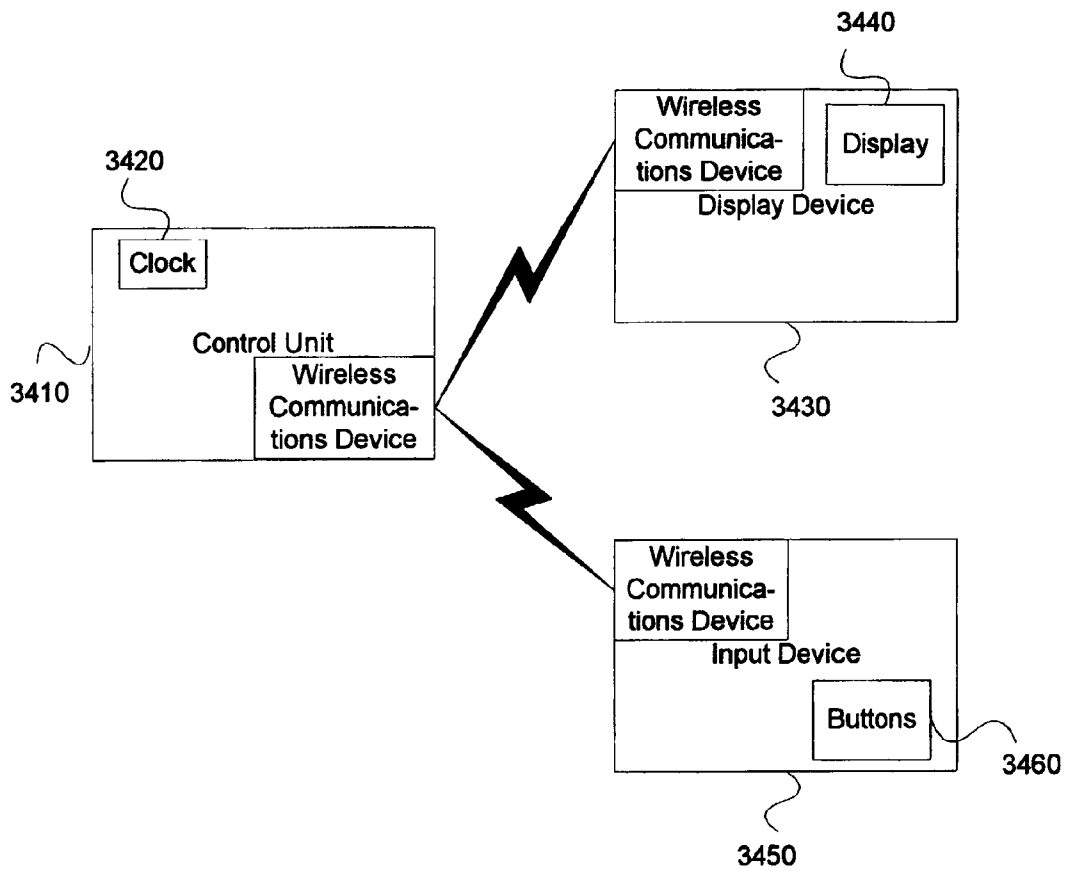 3440
Wireless
Communica-
tions Device
Display
Display Device
3430
3420
Clock
Control Unit
Wireless
Communica-
tions Device
3410
Wireless
Communica-
tions Device
Input Device
Buttons
3460
3450